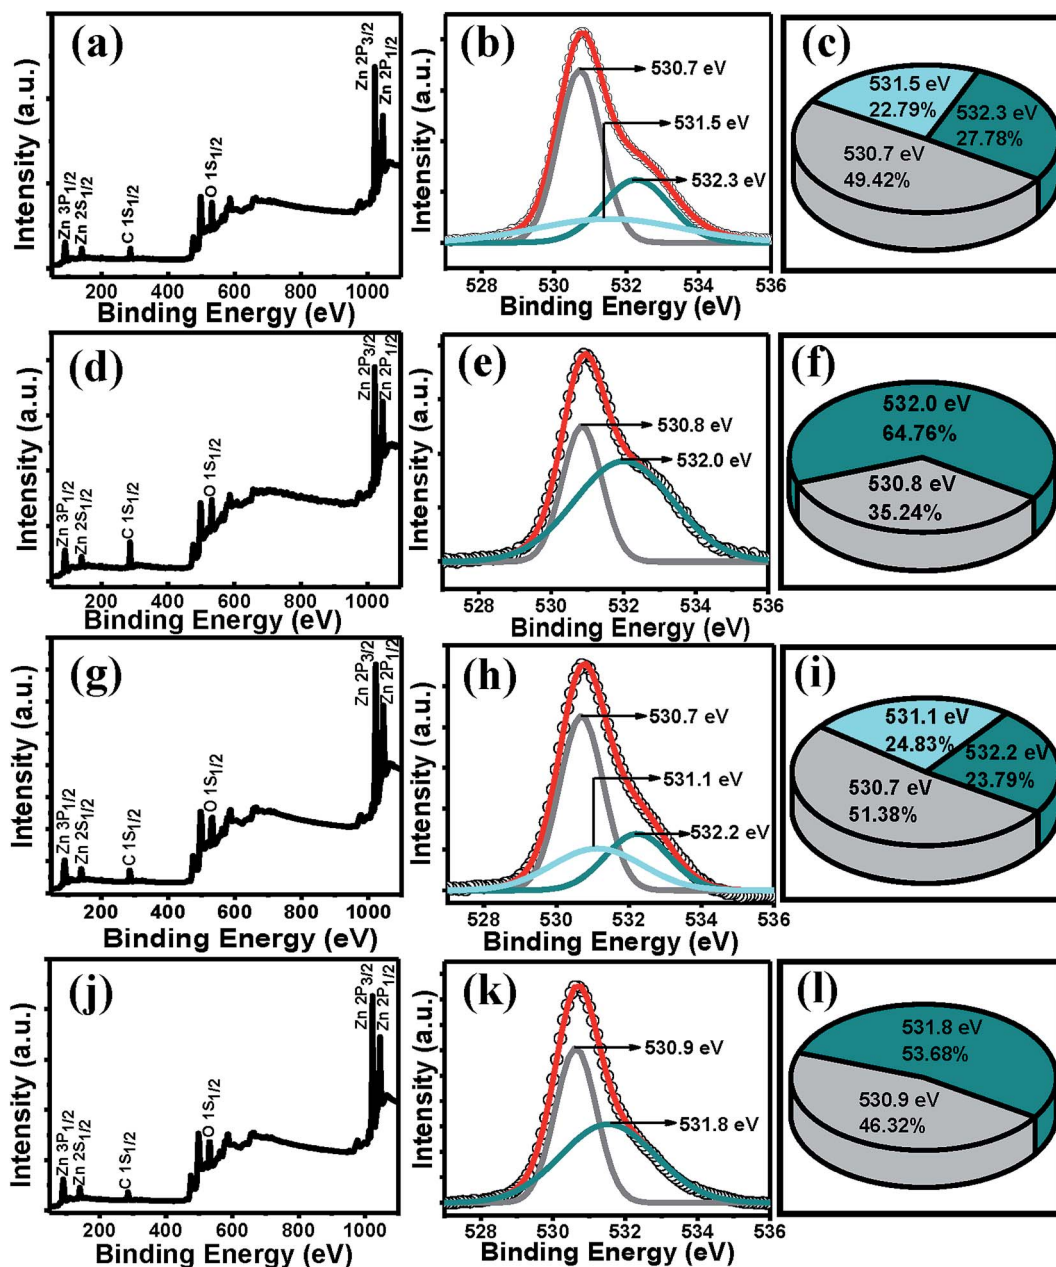 (a)
Intensity (a.u.)
Zn 3P1/2
Zn 2S1/2
C 1S1/2
O 1S1/2
Zn 2P3/2
Zn 2P1/2
200 400 600 800 1000
Binding Energy (eV)
(b)
Intensity (a.u.)
530.7 eV
531.5 eV
532.3 eV
528 530 532 534 536
Binding Energy (eV)
(c)
531.5 eV
22.79%
532.3 eV
27.78%
530.7 eV
49.42%
(d)
Intensity (a.u.)
Zn 3P1/2
Zn 2S1/2
C 1S1/2
O 1S1/2
Zn 2P3/2
Zn 2P1/2
200 400 600 800 1000
Binding Energy (eV)
(e)
Intensity (a.u.)
530.8 eV
532.0 eV
528 530 532 534 536
Binding Energy (eV)
(f)
532.0 eV
64.76%
530.8 eV
35.24%
(g)
Intensity (a.u.)
Zn 3P1/2
Zn 2S1/2
C 1S1/2
O 1S1/2
Zn 2P3/2
Zn 2P1/2
200 400 600 800 1000
Binding Energy (eV)
(h)
Intensity (a.u.)
530.7 eV
531.1 eV
532.2 eV
528 530 532 534 536
Binding Energy (eV)
(i)
531.1 eV
24.83%
532.2 eV
23.79%
530.7 eV
51.38%
(j)
Intensity (a.u.)
Zn 3P1/2
Zn 2S1/2
C 1S1/2
O 1S1/2
Zn 2P3/2
Zn 2P1/2
200 400 600 800 1000
Binding Energy (eV)
(k)
Intensity (a.u.)
530.9 eV
531.8 eV
528 530 532 534 536
Binding Energy (eV)
(l)
531.8 eV
53.68%
530.9 eV
46.32%